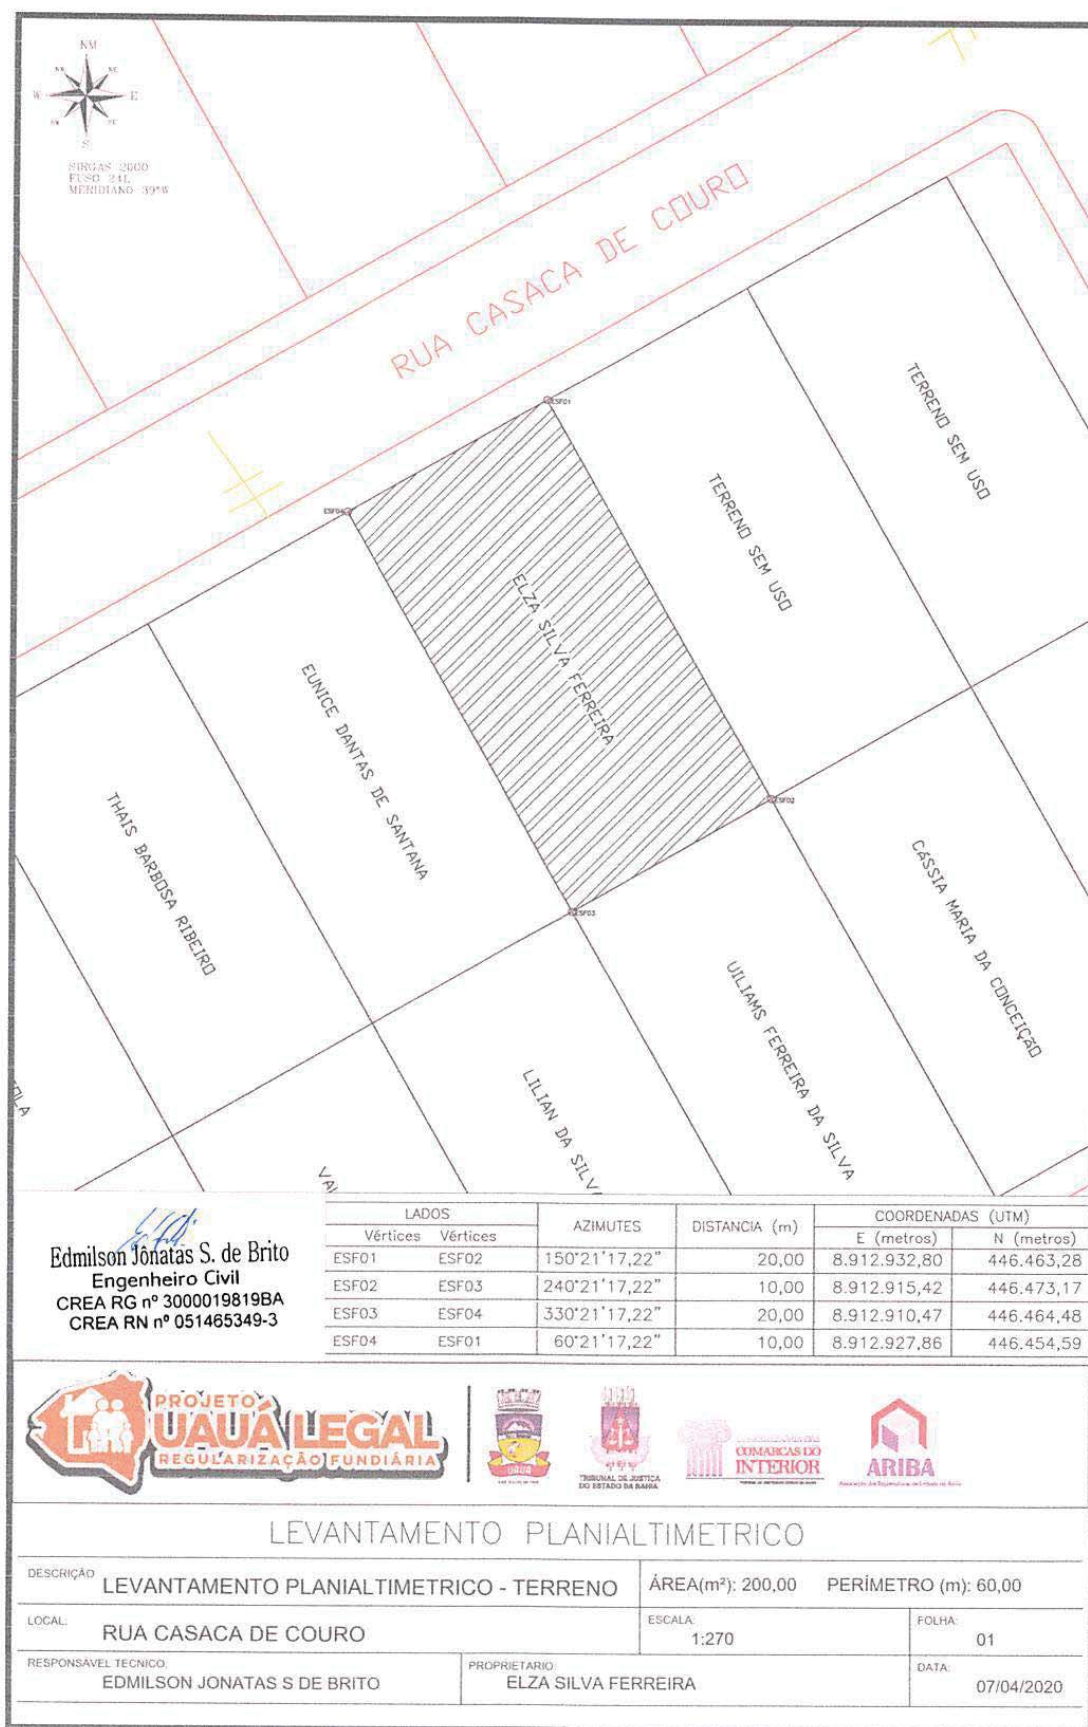 NM
W
E
S
SIRGAS 2000
FUSO 24L
MERIDIANO 39°W
RUA CASACA DE COURO
ESF01
ESF04
ESF02
ESF03
TERRENO SEM USO
TERRENO SEM USO
ELZA SILVA FERREIRA
EUNICE DANTAS DE SANTANA
THAIS BARBOSA RIBEIRO
CÁSSIA MARIA DA CONCEIÇÃO
UILIAMS FERREIRA DA SILVA
LILIAN DA SILVA
Edmilson Jônatas S. de Brito
Engenheiro Civil
CREA RG nº 3000019819BA
CREA RN nº 051465349-3
LADOS AZIMUTES DISTANCIA (m) COORDENADAS (UTM)
Vértices Vértices E (metros) N (metros)
ESF01 ESF02 150°21'17,22" 20,00 8.912.932,80 446.463,28
ESF02 ESF03 240°21'17,22" 10,00 8.912.915,42 446.473,17
ESF03 ESF04 330°21'17,22" 20,00 8.912.910,47 446.464,48
ESF04 ESF01 60°21'17,22" 10,00 8.912.927,86 446.454,59
PROJETO
UAUÁ LEGAL
REGULARIZAÇÃO FUNDIÁRIA
UAUÁ
TRIBUNAL DE JUSTIÇA
DO ESTADO DA BAHIA
COMARCAS DO
INTERIOR
ARIBA
LEVANTAMENTO PLANIALTIMETRICO
DESCRIÇÃO LEVANTAMENTO PLANIALTIMETRICO - TERRENO ÁREA(m²): 200,00 PERÍMETRO (m): 60,00
LOCAL: RUA CASACA DE COURO ESCALA: 1:270 FOLHA: 01
RESPONSÁVEL TECNICO: EDMILSON JONATAS S DE BRITO PROPRIETARIO: ELZA SILVA FERREIRA DATA: 07/04/2020